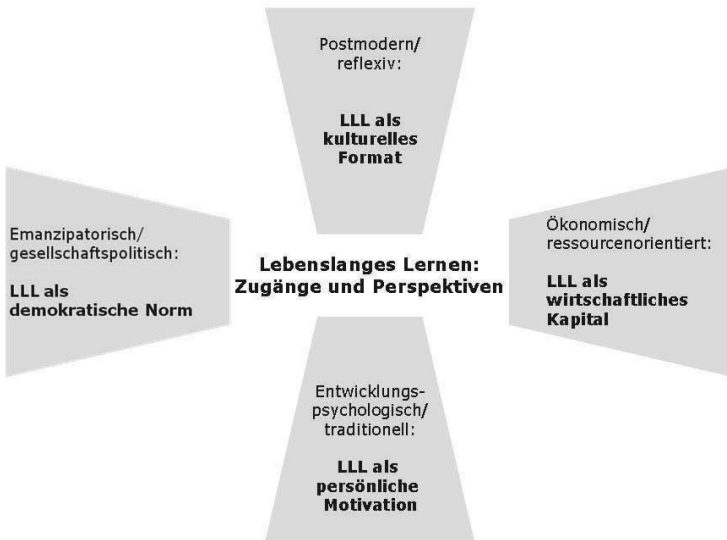 Postmodern/
reflexiv:
LLL als
kulturelles
Format
Emanzipatorisch/
gesellschaftspolitisch:
LLL als
demokratische Norm
Lebenslanges Lernen:
Zugänge und Perspektiven
Ökonomisch/
ressourcenorientiert:
LLL als
wirtschaftliches
Kapital
Entwicklungs-
psychologisch/
traditionell:
LLL als
persönliche
Motivation